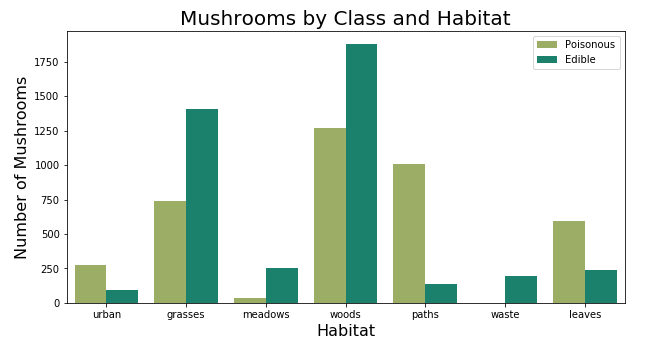 Mushrooms by Class and Habitat
Poisonous
Edible
1750
1500
1250
1000
750
500
250
0
Number of Mushrooms
urban grasses meadows woods paths waste leaves
Habitat